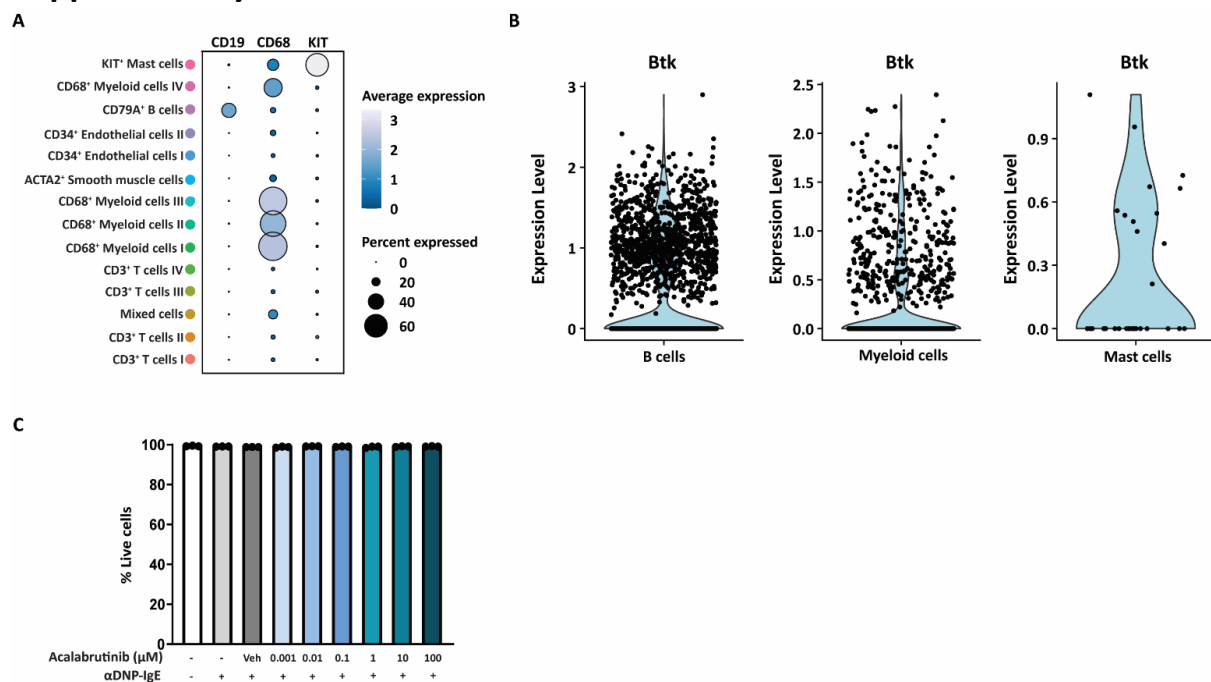 A
CD19 CD68 KIT
KIT⁺ Mast cells
CD68⁺ Myeloid cells IV
CD79A⁺ B cells
CD34⁺ Endothelial cells II
CD34⁺ Endothelial cells I
ACTA2⁺ Smooth muscle cells
CD68⁺ Myeloid cells III
CD68⁺ Myeloid cells II
CD68⁺ Myeloid cells I
CD3⁺ T cells IV
CD3⁺ T cells III
Mixed cells
CD3⁺ T cells II
CD3⁺ T cells I
Average expression
3
2
1
0
Percent expressed
0
20
40
60
B
Btk
Expression Level
3
2
1
0
B cells
Btk
Expression Level
2.5
2.0
1.5
1.0
0.5
0.0
Myeloid cells
Btk
Expression Level
0.9
0.6
0.3
0.0
Mast cells
C
% Live cells
100
80
60
40
20
0
Acalabrutinib (μM) - - Veh 0.001 0.01 0.1 1 10 100
αDNP-IgE - + + + + + + + +